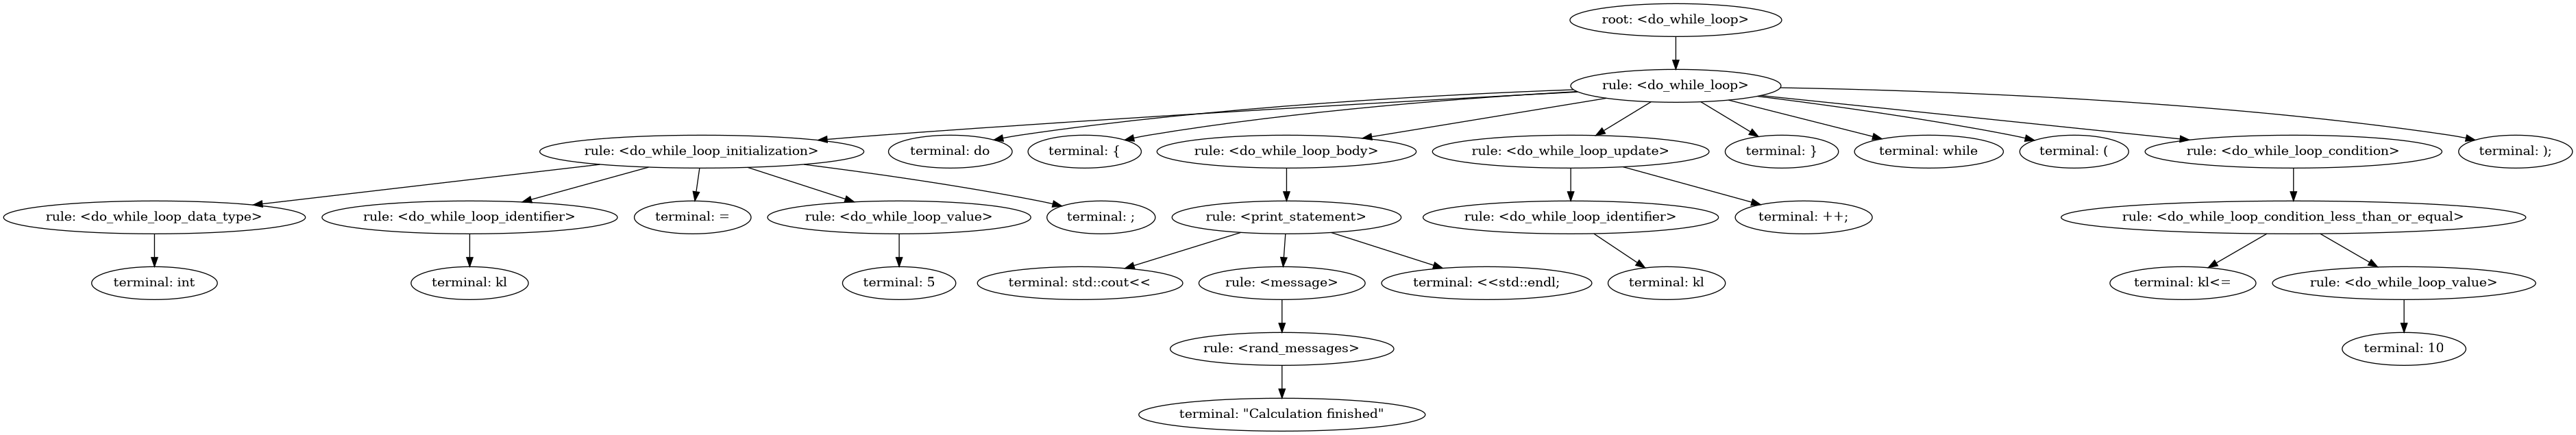 root: <do_while_loop>
rule: <do_while_loop>
rule: <do_while_loop_initialization>
terminal: do
terminal: {
rule: <do_while_loop_body>
rule: <do_while_loop_update>
terminal: }
terminal: while
terminal: (
rule: <do_while_loop_condition>
terminal: );
rule: <do_while_loop_data_type>
rule: <do_while_loop_identifier>
terminal: =
rule: <do_while_loop_value>
terminal: ;
rule: <print_statement>
rule: <do_while_loop_identifier>
terminal: ++;
rule: <do_while_loop_condition_less_than_or_equal>
terminal: int
terminal: kl
terminal: 5
terminal: std::cout<<
rule: <message>
terminal: <<std::endl;
terminal: kl
terminal: kl<=
rule: <do_while_loop_value>
rule: <rand_messages>
terminal: 10
terminal: "Calculation finished"